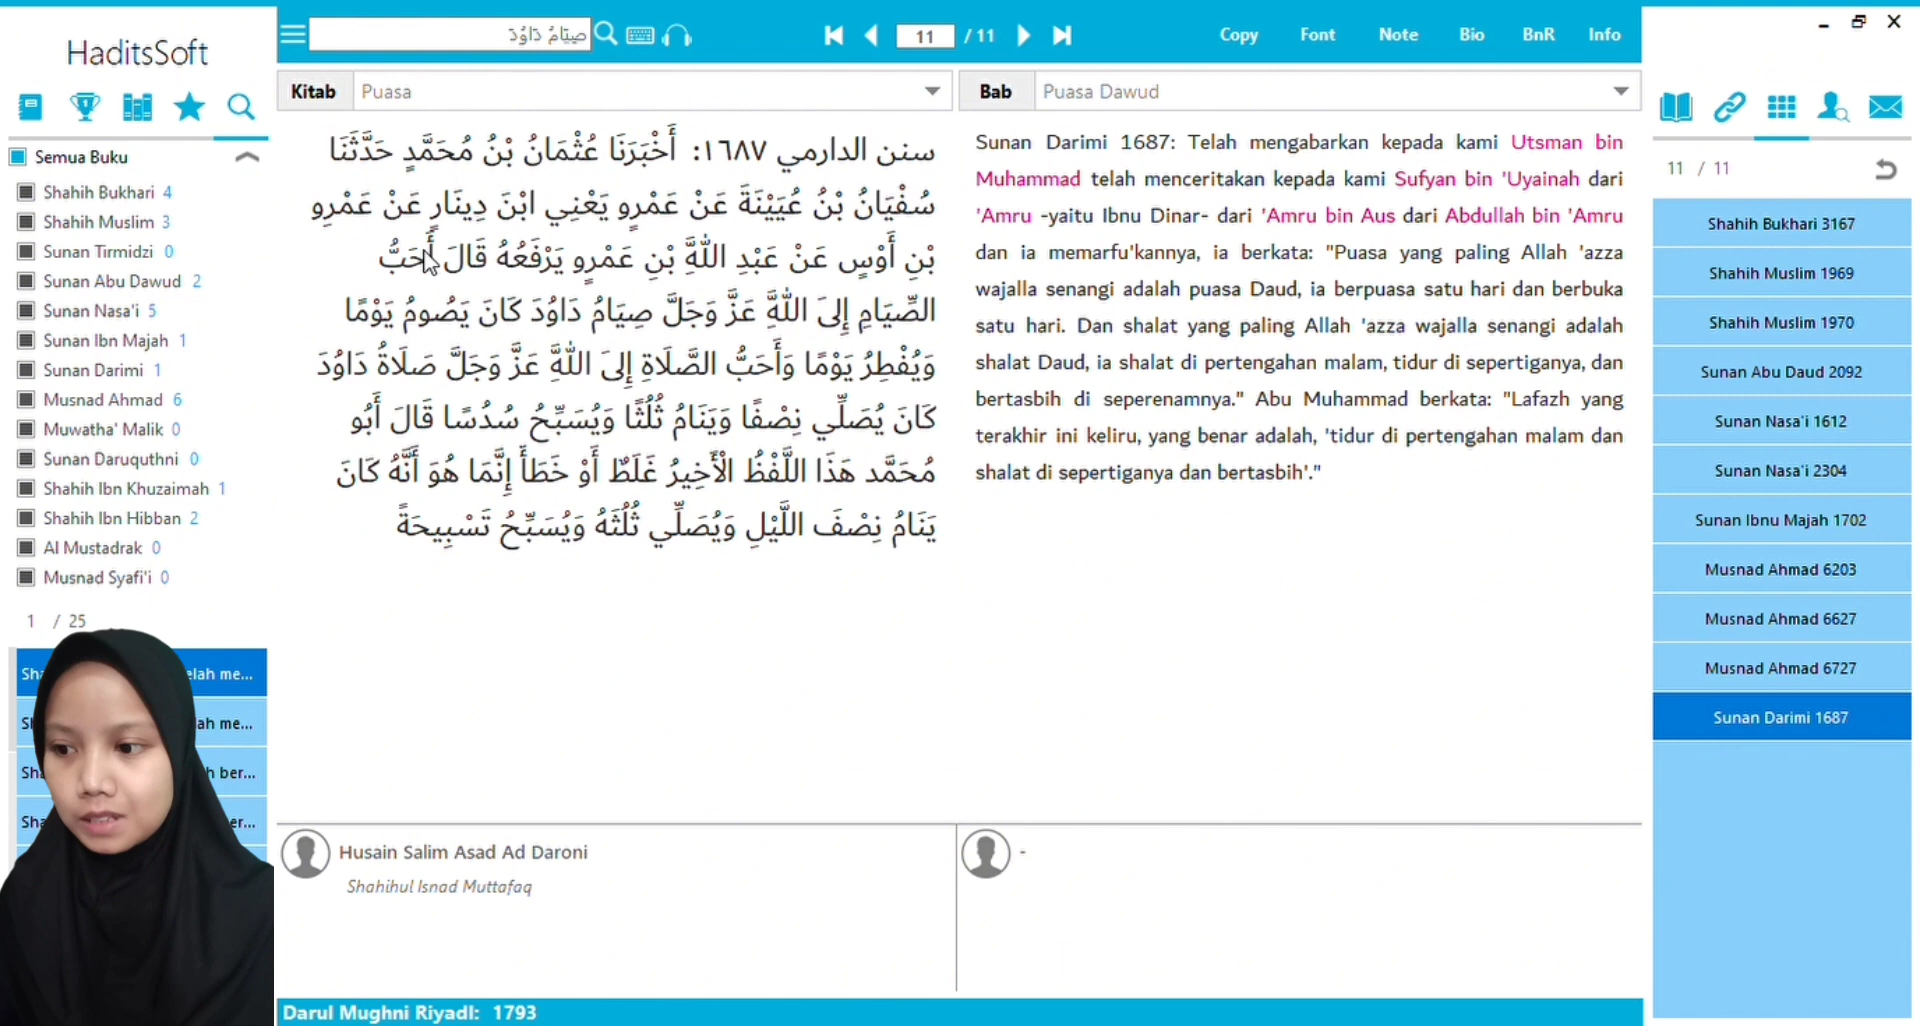 HaditsSoft
صِيَامُ دَاوُدَ
11 / 11
Copy
Font
Note
Bio
BnR
Info
Kitab
Puasa
Bab
Puasa Dawud
Semua Buku
Shahih Bukhari 4
Shahih Muslim 3
Sunan Tirmidzi 0
Sunan Abu Dawud 2
Sunan Nasa'i 5
Sunan Ibn Majah 1
Sunan Darimi 1
Musnad Ahmad 6
Muwatha' Malik 0
Sunan Daruquthni 0
Shahih Ibn Khuzaimah 1
Shahih Ibn Hibban 2
Al Mustadrak 0
Musnad Syafi'i 0
1 / 25
me...
me...
سنن الدارمي ١٦٨٧: أَخْبَرَنَا عُثْمَانُ بْنُ مُحَمَّدٍ حَدَّثَنَا
سُفْيَانُ بْنُ عُيَيْنَةَ عَنْ عَمْرٍو يَعْنِي ابْنَ دِينَارٍ عَنْ عَمْرِو
بْنِ أَوْسٍ عَنْ عَبْدِ اللَّهِ بْنِ عَمْرٍو يَرْفَعُهُ قَالَ أَحَبُّ
الصِّيَامِ إِلَى اللَّهِ عَزَّ وَجَلَّ صِيَامُ دَاوُدَ كَانَ يَصُومُ يَوْمًا
وَيُفْطِرُ يَوْمًا وَأَحَبُّ الصَّلَاةِ إِلَى اللَّهِ عَزَّ وَجَلَّ صَلَاةُ دَاوُدَ
كَانَ يُصَلِّي نِصْفًا وَيَنَامُ ثُلُثًا وَيُسَبِّحُ سُدُسًا قَالَ أَبُو
مُحَمَّد هَذَا اللَّفْظُ الْأَخِيرُ غَلَطٌ أَوْ خَطَأٌ إِنَّمَا هُوَ أَنَّهُ كَانَ
يَنَامُ نِصْفَ اللَّيْلِ وَيُصَلِّي ثُلُثَهُ وَيُسَبِّحُ تَسْبِيحَةً
Sunan Darimi 1687: Telah mengabarkan kepada kami Utsman bin
Muhammad telah menceritakan kepada kami Sufyan bin 'Uyainah dari
'Amru -yaitu Ibnu Dinar- dari 'Amru bin Aus dari Abdullah bin 'Amru
dan ia memarfu'kannya, ia berkata: "Puasa yang paling Allah 'azza
wajalla senangi adalah puasa Daud, ia berpuasa satu hari dan berbuka
satu hari. Dan shalat yang paling Allah 'azza wajalla senangi adalah
shalat Daud, ia shalat di pertengahan malam, tidur di sepertiganya, dan
bertasbih di seperenamnya." Abu Muhammad berkata: "Lafazh yang
terakhir ini keliru, yang benar adalah, 'tidur di pertengahan malam dan
shalat di sepertiganya dan bertasbih'."
Husain Salim Asad Ad Daroni
Shahihul Isnad Muttafaq
-
Darul Mughni RiyadI: 1793
11 / 11
Shahih Bukhari 3167
Shahih Muslim 1969
Shahih Muslim 1970
Sunan Abu Daud 2092
Sunan Nasa'i 1612
Sunan Nasa'i 2304
Sunan Ibnu Majah 1702
Musnad Ahmad 6203
Musnad Ahmad 6627
Musnad Ahmad 6727
Sunan Darimi 1687